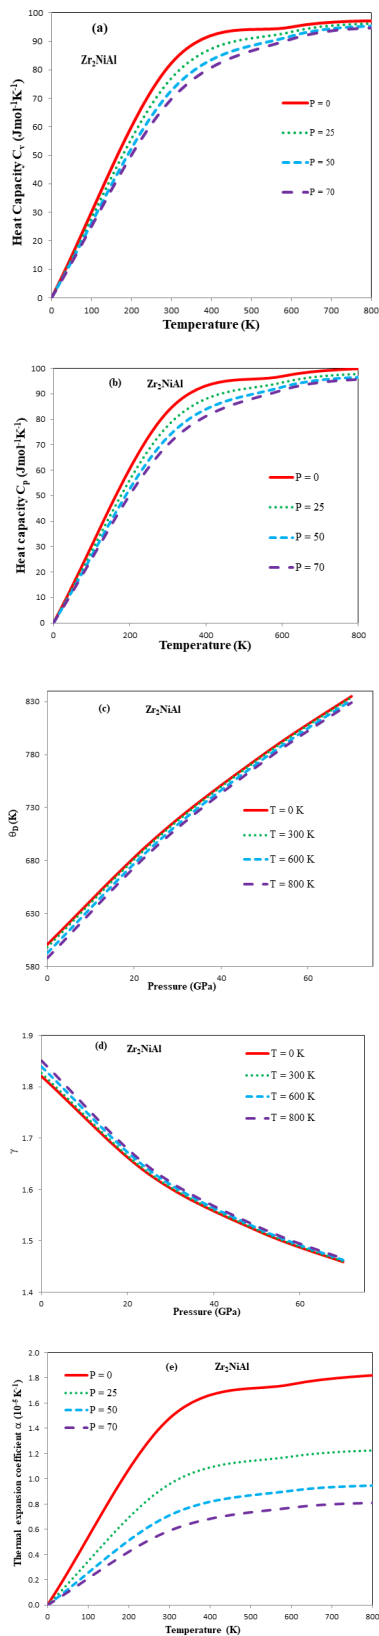 (a)
Zr₂NiAl
Heat Capacity Cᵥ (Jmol⁻¹K⁻¹)
100
90
80
70
60
50
40
30
20
10
0
P = 0
P = 25
P = 50
P = 70
0 100 200 300 400 500 600 700 800
Temperature (K)
(b) Zr₂NiAl
Heat capacity Cₚ (Jmol⁻¹K⁻¹)
100
90
80
70
60
50
40
30
20
10
0
P = 0
P = 25
P = 50
P = 70
0 200 400 600 800
Temperature (K)
(c) Zr₂NiAl
θD (K)
830
780
730
680
630
580
T = 0 K
T = 300 K
T = 600 K
T = 800 K
0 20 40 60
Pressure (GPa)
(d) Zr₂NiAl
γ
1.9
1.8
1.7
1.6
1.5
1.4
T = 0 K
T = 300 K
T = 600 K
T = 800 K
0 20 40 60
Pressure (GPa)
(e) Zr₂NiAl
Thermal expansion coefficient α (10⁻⁵ K⁻¹)
2.0
1.8
1.6
1.4
1.2
1.0
0.8
0.6
0.4
0.2
0.0
P = 0
P = 25
P = 50
P = 70
0 100 200 300 400 500 600 700 800
Temperature (K)